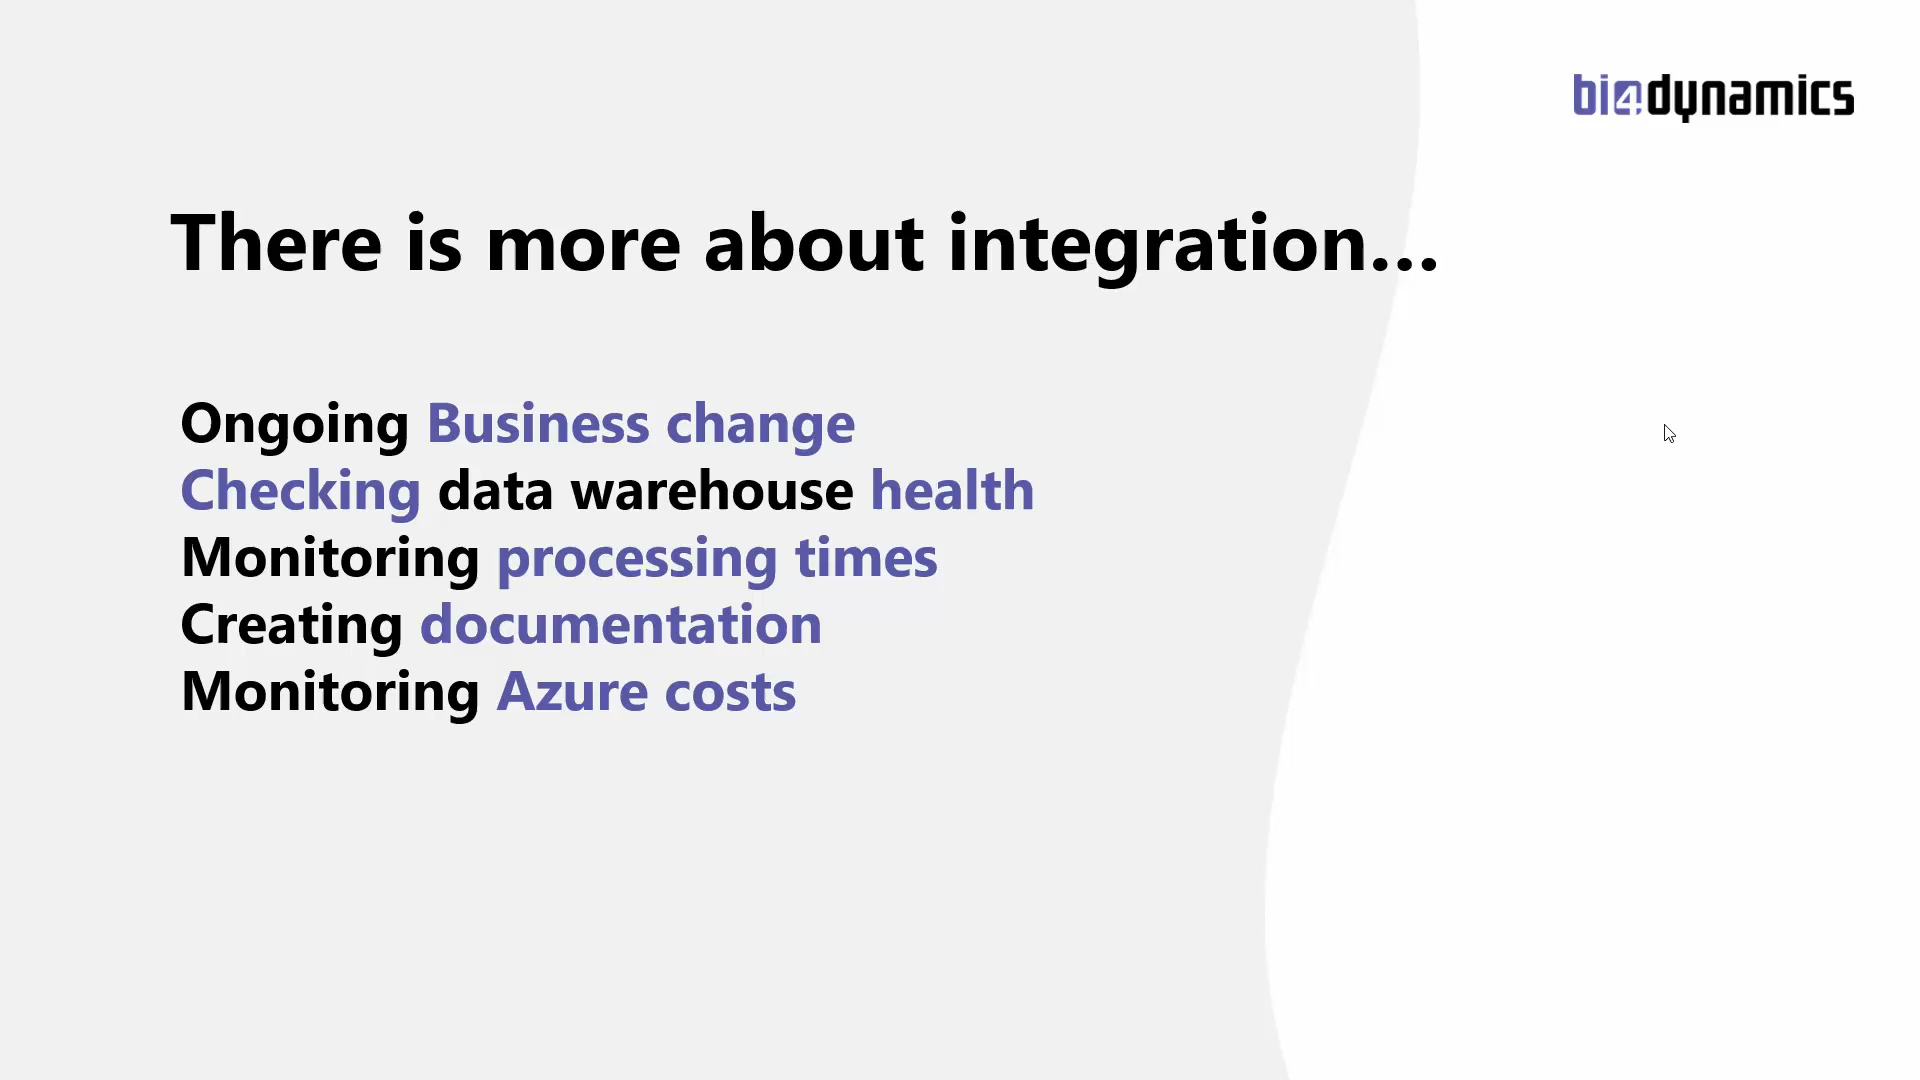 bi4dynamics
There is more about integration...
Ongoing Business change
Checking data warehouse health
Monitoring processing times
Creating documentation
Monitoring Azure costs